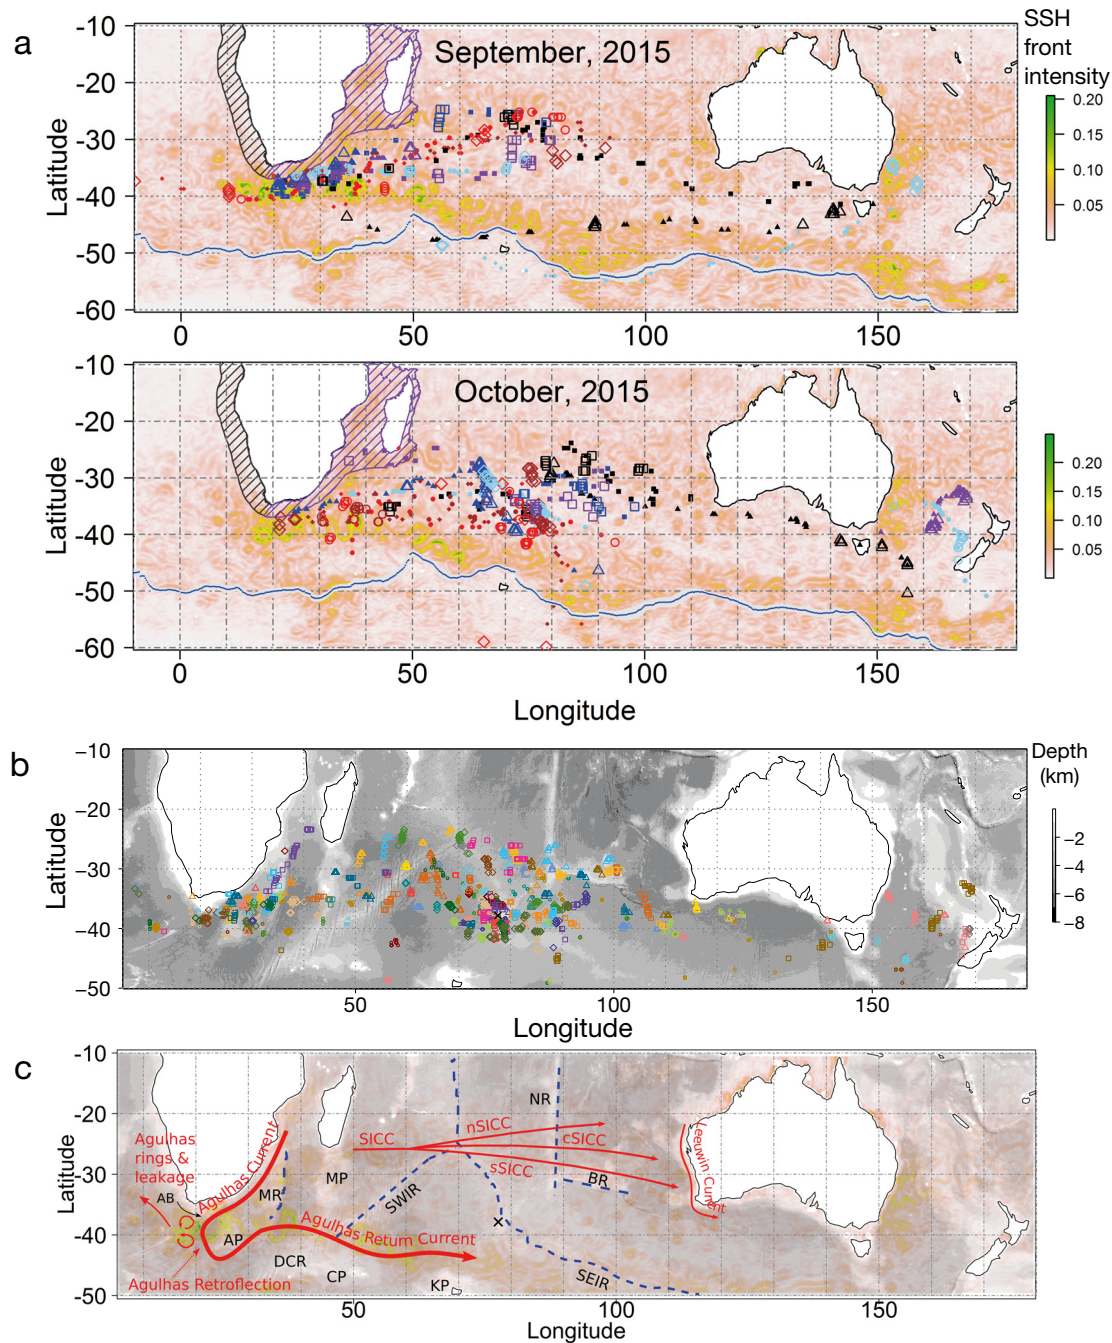 a
September, 2015
SSH
front
intensity
Latitude
-10
-20
-30
-40
-50
-60
0
50
100
150
0.20
0.15
0.10
0.05
October, 2015
Latitude
-10
-20
-30
-40
-50
-60
0
50
100
150
Longitude
0.20
0.15
0.10
0.05
b
Depth
(km)
Latitude
−10
−20
−30
−40
−50
50
100
150
Longitude
−2
−4
−6
−8
c
Latitude
-10
-20
-30
-40
-50
50
100
150
Longitude
NR
nSICC
SICC
cSICC
sSICC
BR
Leeuwin Current
Agulhas
rings &
leakage
Agulhas Current
AB
MR
MP
SWIR
AP
Agulhas Return Current
DCR
CP
KP
SEIR
Agulhas Retroflection